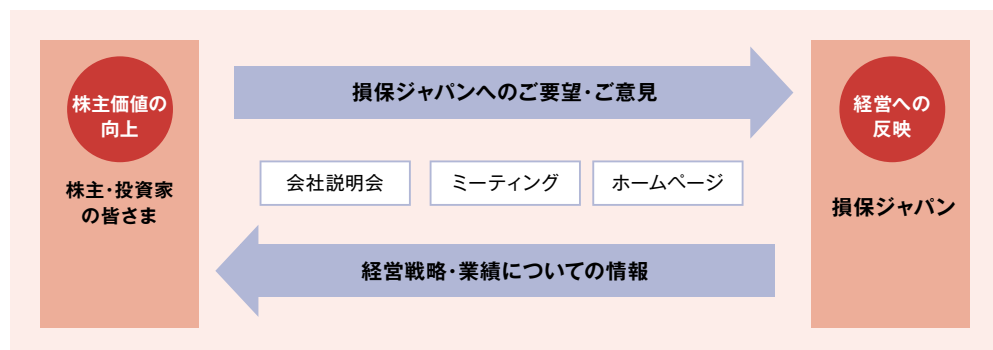 株主価値の
向上
株主・投資家
の皆さま
損保ジャパンへのご要望・ご意見
会社説明会
ミーティング
ホームページ
経営戦略・業績についての情報
経営への
反映
損保ジャパン